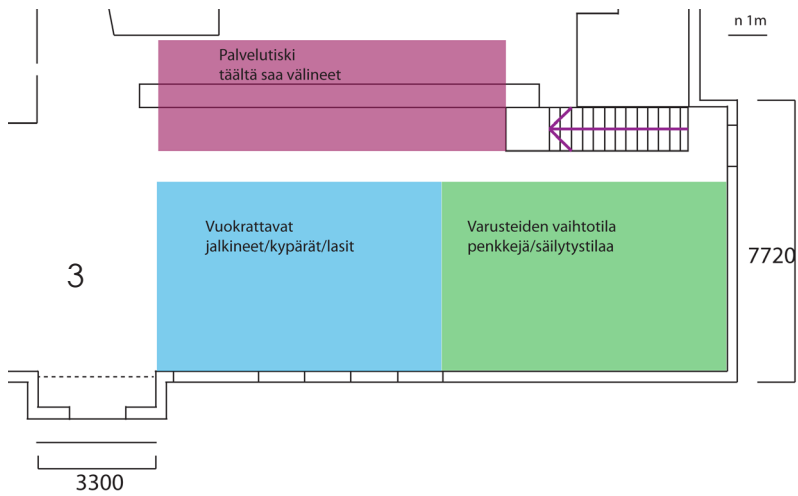 n 1m
Palvelutiski
täältä saa välineet
Vuokrattavat
jalkineet/kypärät/lasit
Varusteiden vaihtotila
penkkejä/säilytystilaa
3
7720
3300